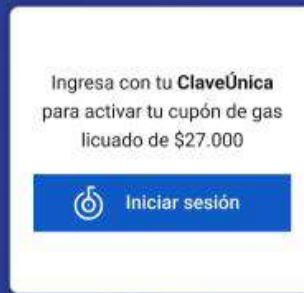 Ingresa con tu ClaveÚnica
para activar tu cupón de gas
licuado de $27.000
Iniciar sesión